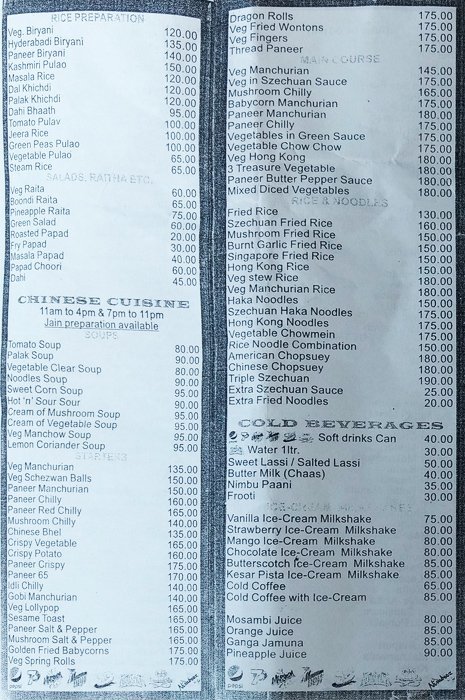 RICE PREPARATION
Veg. Biryani 120.00
Hyderabadi Biryani 135.00
Paneer Biryani 140.00
Kashmiri Pulao 150.00
Masala Rice 120.00
Dal Khichdi 120.00
Palak Khichdi 120.00
Dahi Bhaath 95.00
Tomato Pulav 100.00
Jeera Rice 100.00
Green Peas Pulao 100.00
Vegetable Pulao 65.00
Steam Rice 65.00
SALADS, RAITHA ETC.
Veg Raita 60.00
Boondi Raita 65.00
Pineapple Raita 75.00
Green Salad 60.00
Roasted Papad 20.00
Fry Papad 30.00
Masala Papad 40.00
Papad Choori 60.00
Dahi 45.00
CHINESE CUISINE
11am to 4pm & 7pm to 11pm
Jain preparation available
SOUPS
Tomato Soup 80.00
Palak Soup 90.00
Vegetable Clear Soup 80.00
Noodles Soup 90.00
Sweet Corn Soup 95.00
Hot 'n' Sour Sour 90.00
Cream of Mushroom Soup 95.00
Cream of Vegetable Soup 95.00
Veg Manchow Soup 95.00
Lemon Coriander Soup 95.00
STARTERS
Veg Manchurian 135.00
Veg Schezwan Balls 150.00
Paneer Manchurian 150.00
Paneer Chilly 160.00
Paneer Red Chilly 165.00
Mushroom Chilly 140.00
Chinese Bhel 135.00
Crispy Vegetable 165.00
Crispy Potato 160.00
Paneer Crispy 175.00
Paneer 65 170.00
Idli Chilly 140.00
Gobi Manchurian 140.00
Veg Lollypop 165.00
Sesame Toast 165.00
Paneer Salt & Pepper 165.00
Mushroom Salt & Pepper 165.00
Golden Fried Babycorns 175.00
Veg Spring Rolls 175.00
pepsi
Dragon Rolls 175.00
Veg Fried Wontons 175.00
Veg Fingers 175.00
Thread Paneer 175.00
MAIN COURSE
Veg Manchurian 145.00
Veg in Szechuan Sauce 175.00
Mushroom Chilly 165.00
Babycorn Manchurian 175.00
Paneer Manchurian 180.00
Paneer Chilly 175.00
Vegetables in Green Sauce 175.00
Vegetable Chow Chow 175.00
Veg Hong Kong 180.00
3 Treasure Vegetable 180.00
Paneer Butter Pepper Sauce 180.00
Mixed Diced Vegetables 180.00
RICE & NOODLES
Fried Rice 130.00
Szechuan Fried Rice 160.00
Mushroom Fried Rice 150.00
Burnt Garlic Fried Rice 150.00
Singapore Fried Rice 150.00
Hong Kong Rice 150.00
Veg stew Rice 180.00
Veg Manchurian Rice 180.00
Haka Noodles 150.00
Szechuan Haka Noodles 175.00
Hong Kong Noodles 175.00
Vegetable Chowmein 175.00
Rice Noodle Combination 150.00
American Chopsuey 180.00
Chinese Chopsuey 180.00
Triple Szechuan 190.00
Extra Szechuan Sauce 25.00
Extra Fried Noodles 20.00
COLD BEVERAGES
Soft drinks Can 40.00
Water 1ltr. 30.00
Sweet Lassi / Salted Lassi 50.00
Butter Milk (Chaas) 40.00
Nimbu Paani 35.00
Frooti 30.00
Vanilla Ice-Cream Milkshake 75.00
Strawberry Ice-Cream Milkshake 80.00
Mango Ice-Cream Milkshake 80.00
Chocolate Ice-Cream Milkshake 80.00
Butterscotch Ice-Cream Milkshake 85.00
Kesar Pista Ice-Cream Milkshake 85.00
Cold Coffee 65.00
Cold Coffee with Ice-Cream 85.00
Mosambi Juice 80.00
Orange Juice 85.00
Ganga Jamuna 85.00
Pineapple Juice 90.00
pepsi